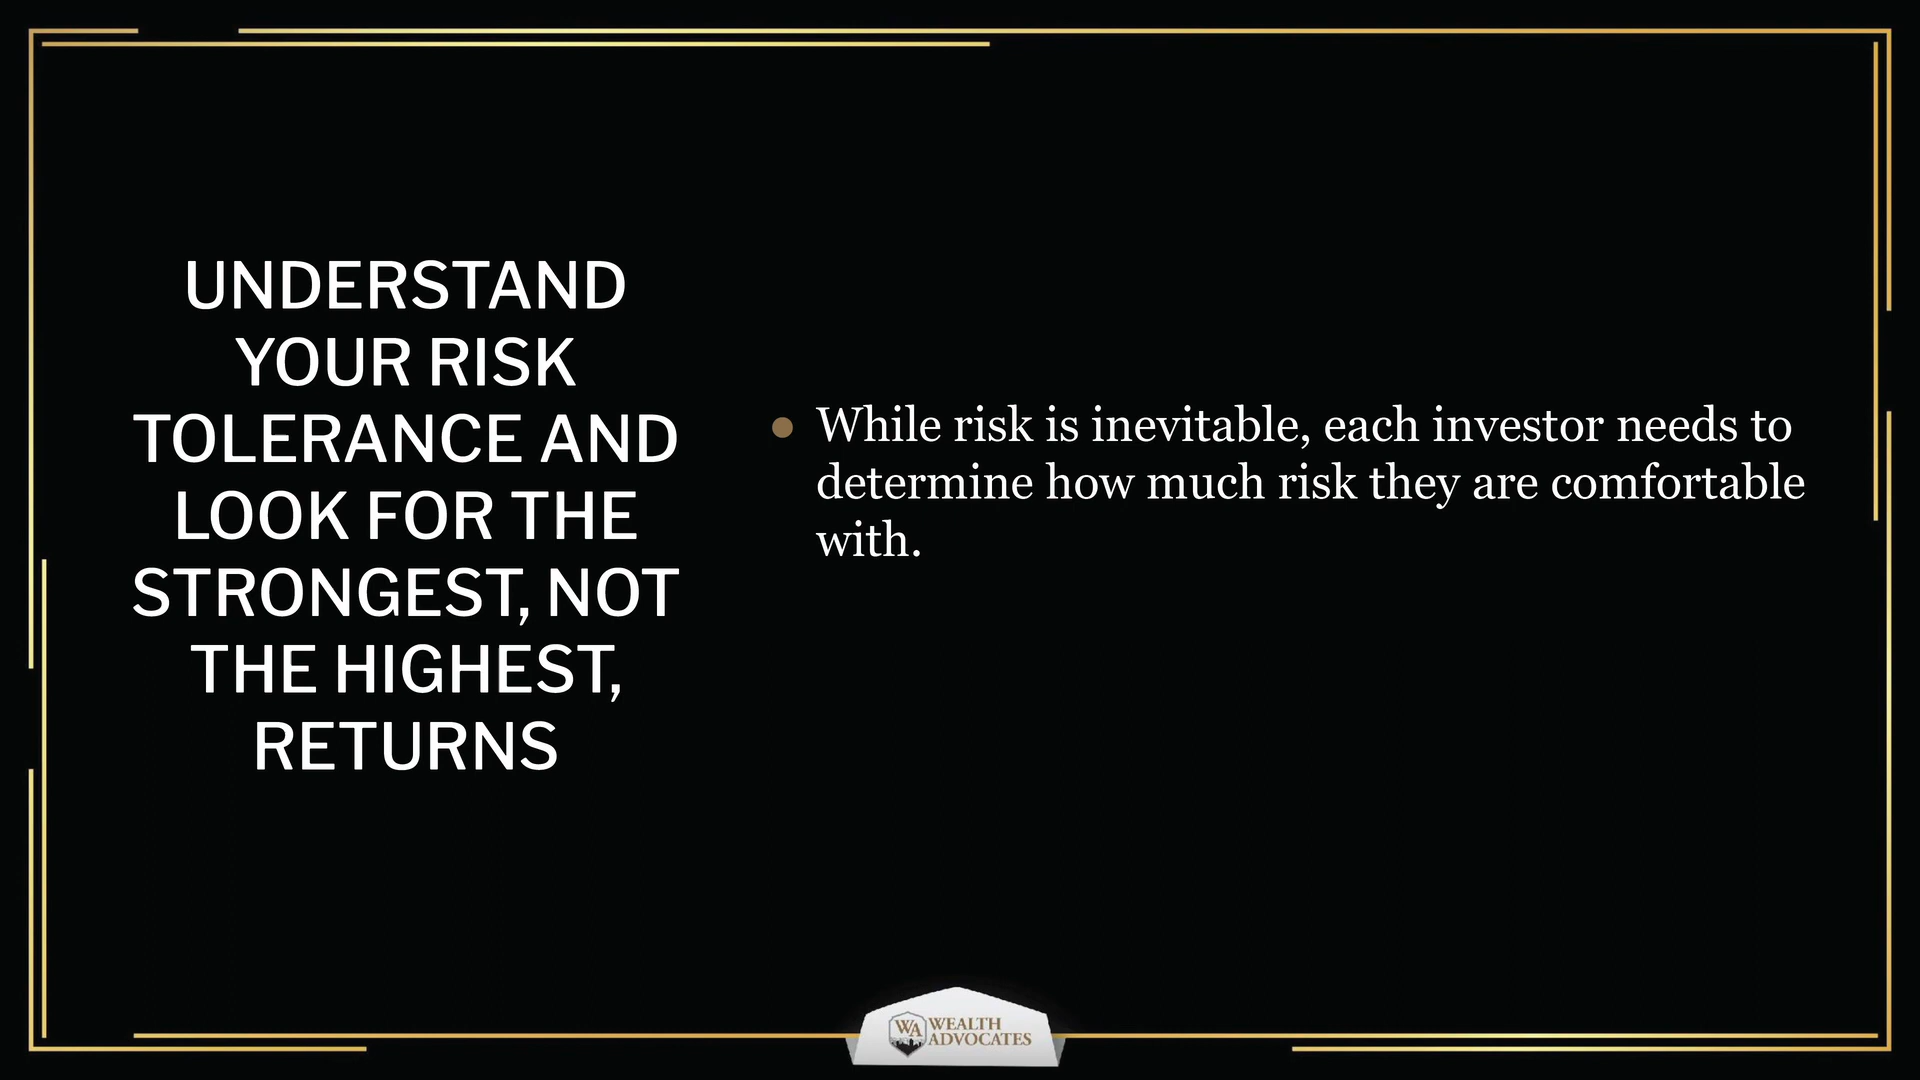 UNDERSTAND
YOUR RISK
TOLERANCE AND
LOOK FOR THE
STRONGEST, NOT
THE HIGHEST,
RETURNS
While risk is inevitable, each investor needs to
determine how much risk they are comfortable
with.
WA
WEALTH
ADVOCATES